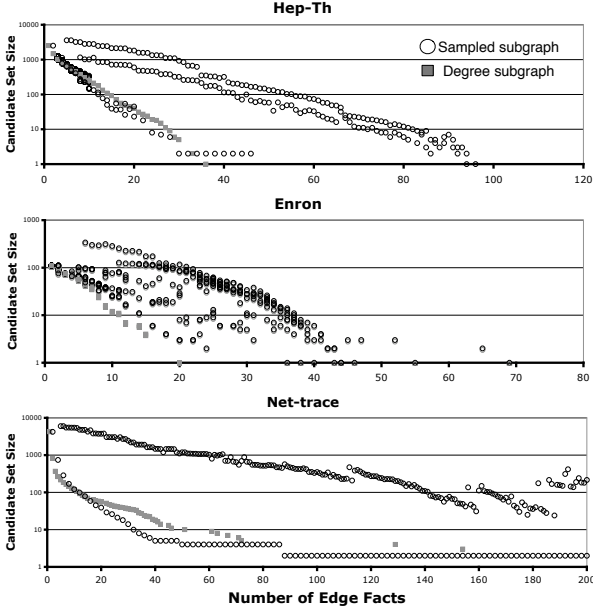 Hep-Th
Candidate Set Size
10000
1000
100
10
1
Sampled subgraph
Degree subgraph
0 20 40 60 80 100 120
Enron
Candidate Set Size
1000
100
10
1
0 10 20 30 40 50 60 70 80
Net-trace
Candidate Set Size
10000
1000
100
10
1
0 20 40 60 80 100 120 140 160 180 200
Number of Edge Facts